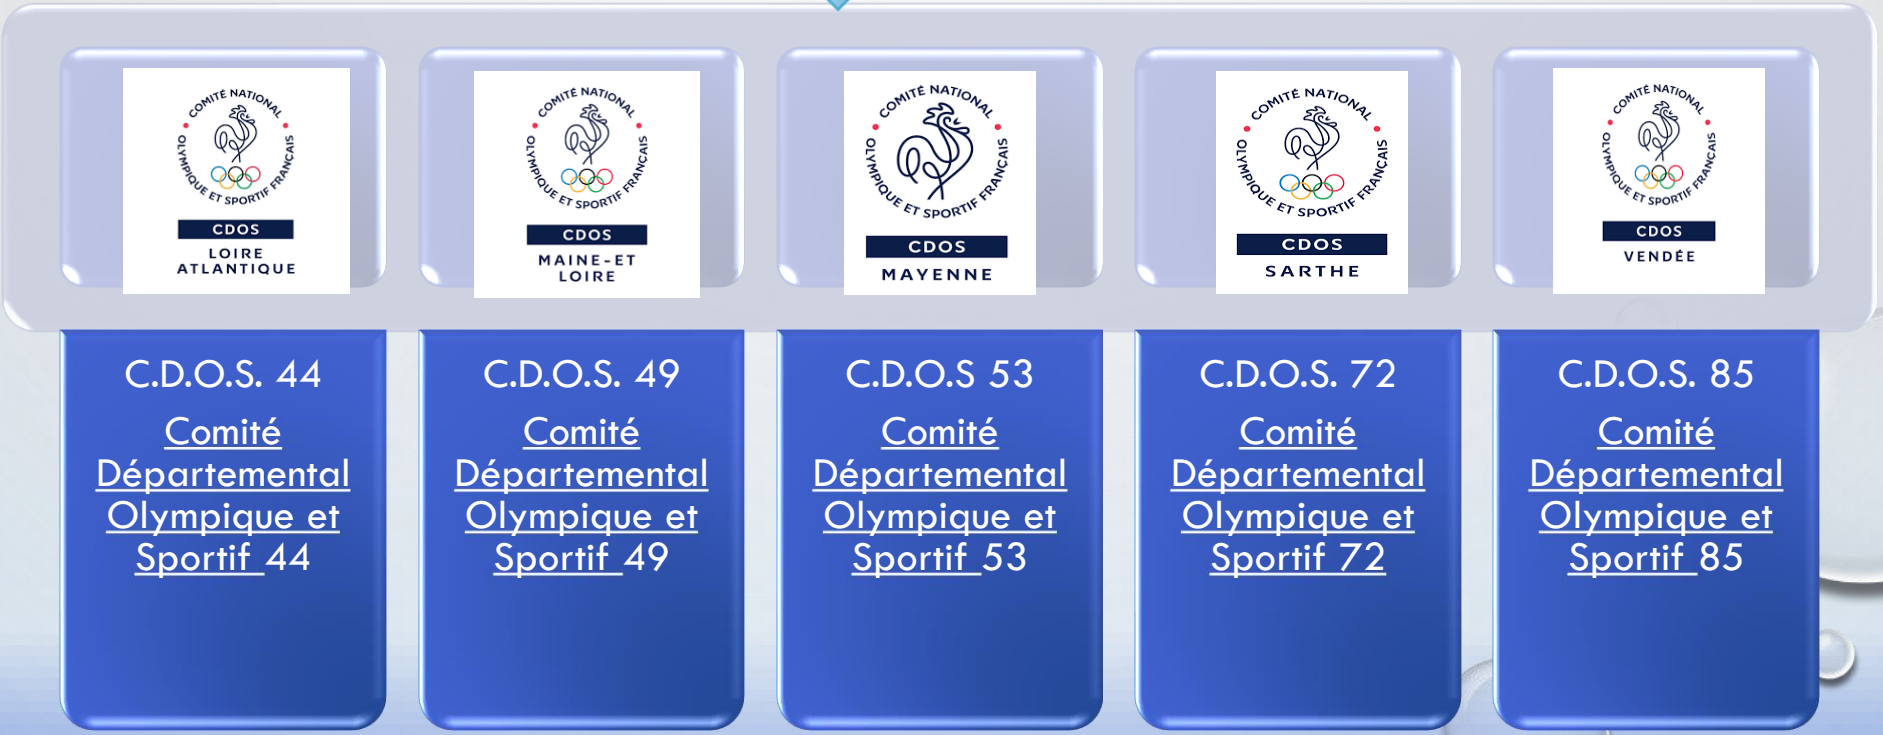 COMITÉ NATIONAL
OLYMPIQUE ET SPORTIF FRANÇAIS
CDOS
LOIRE
ATLANTIQUE
COMITÉ NATIONAL
OLYMPIQUE ET SPORTIF FRANÇAIS
CDOS
MAINE-ET
LOIRE
COMITÉ NATIONAL
OLYMPIQUE ET SPORTIF FRANÇAIS
CDOS
MAYENNE
COMITÉ NATIONAL
OLYMPIQUE ET SPORTIF FRANÇAIS
CDOS
SARTHE
COMITÉ NATIONAL
OLYMPIQUE ET SPORTIF FRANÇAIS
CDOS
VENDÉE
C.D.O.S. 44
Comité
Départemental
Olympique et
Sportif 44
C.D.O.S. 49
Comité
Départemental
Olympique et
Sportif 49
C.D.O.S 53
Comité
Départemental
Olympique et
Sportif 53
C.D.O.S. 72
Comité
Départemental
Olympique et
Sportif 72
C.D.O.S. 85
Comité
Départemental
Olympique et
Sportif 85